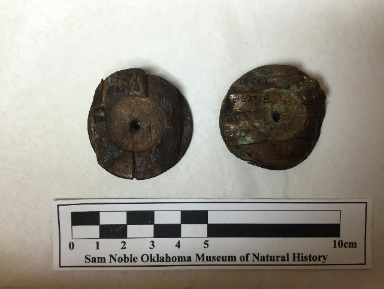 0 1 2 3 4 5 10cm
Sam Noble Oklahoma Museum of Natural History